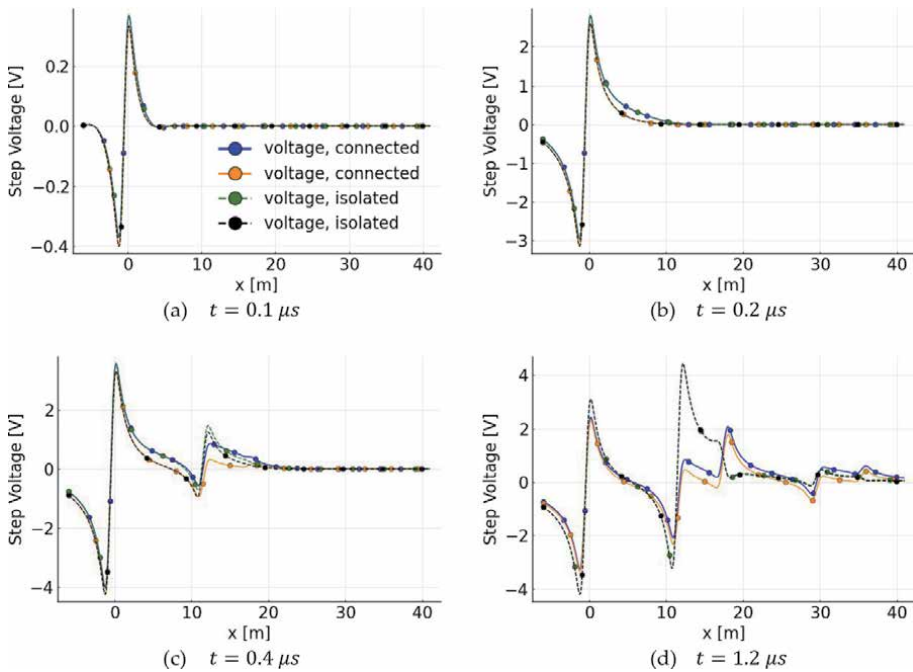 Step Voltage [V]
0.4
0.2
0.0
−0.2
−0.4
voltage, connected
voltage, connected
voltage, isolated
voltage, isolated
0 10 20 30 40
x [m]
(a) t = 0.1 μs
Step Voltage [V]
2
1
0
−1
−2
−3
0 10 20 30 40
x [m]
(b) t = 0.2 μs
Step Voltage [V]
2
0
−2
−4
0 10 20 30 40
x [m]
(c) t = 0.4 μs
Step Voltage [V]
4
2
0
−2
−4
0 10 20 30 40
x [m]
(d) t = 1.2 μs